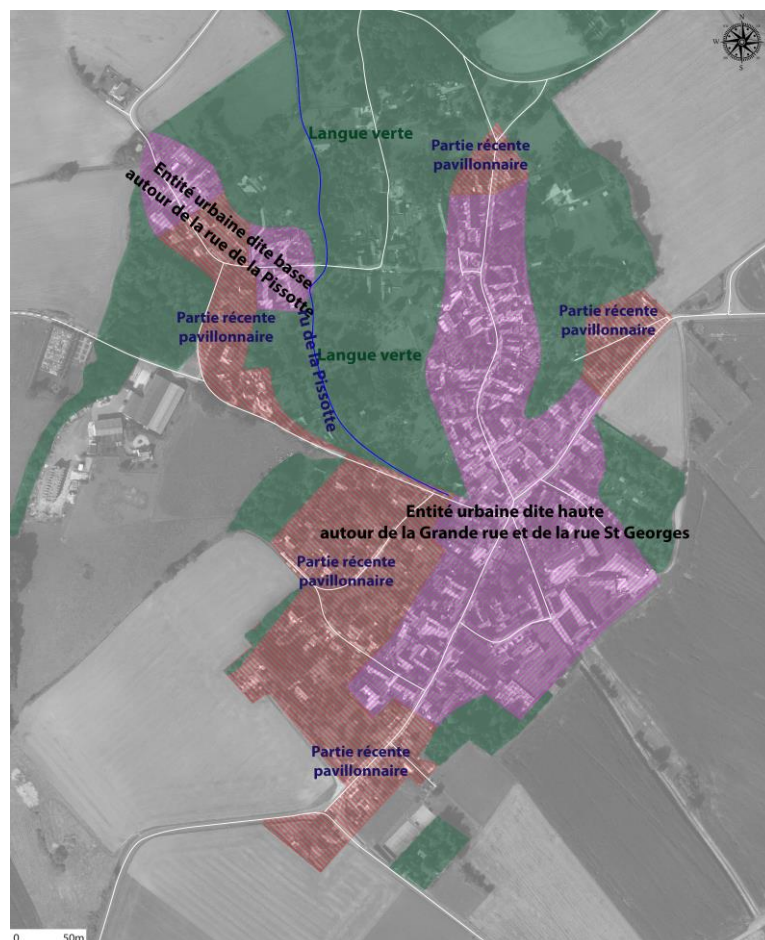 N
W
E
S
Langue verte
Partie récente
pavillonnaire
Entité urbaine dite basse
autour de la rue de la Pissotte
Partie récente
pavillonnaire
Partie récente
pavillonnaire
ru de la Pissotte
Langue verte
Entité urbaine dite haute
autour de la Grande rue et de la rue St Georges
Partie récente
pavillonnaire
Partie récente
pavillonnaire
0 50m